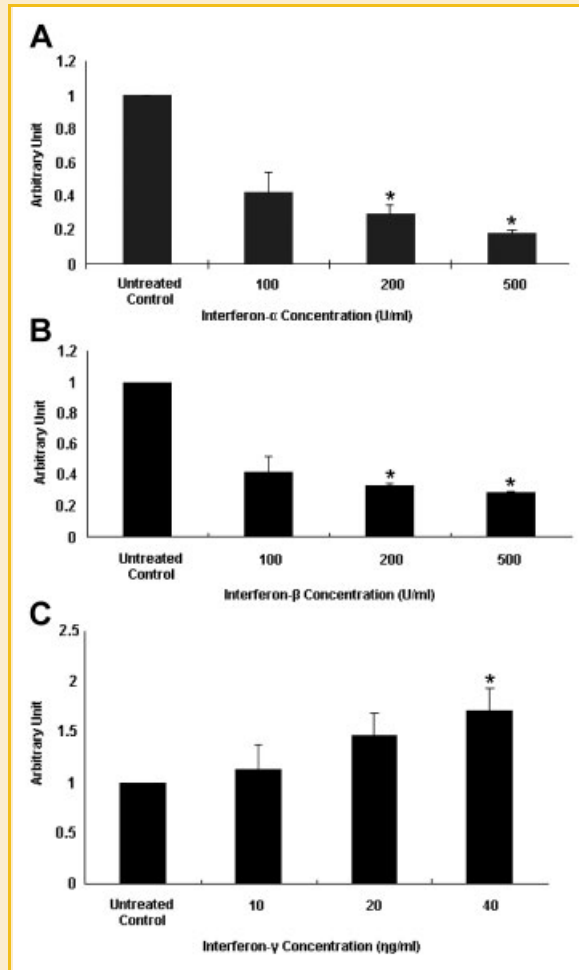 A
1.2
1
0.8
0.6
0.4
0.2
0
Arbitrary Unit
* *
Untreated Control 100 200 500
Interferon-α Concentration (U/ml)
B
1.2
1
0.8
0.6
0.4
0.2
0
Arbitrary Unit
* *
Untreated Control 100 200 500
Interferon-β Concentration (U/ml)
C
2.5
2
1.5
1
0.5
0
Arbitrary Unit
*
Untreated Control 10 20 40
Interferon-γ Concentration (ηg/ml)